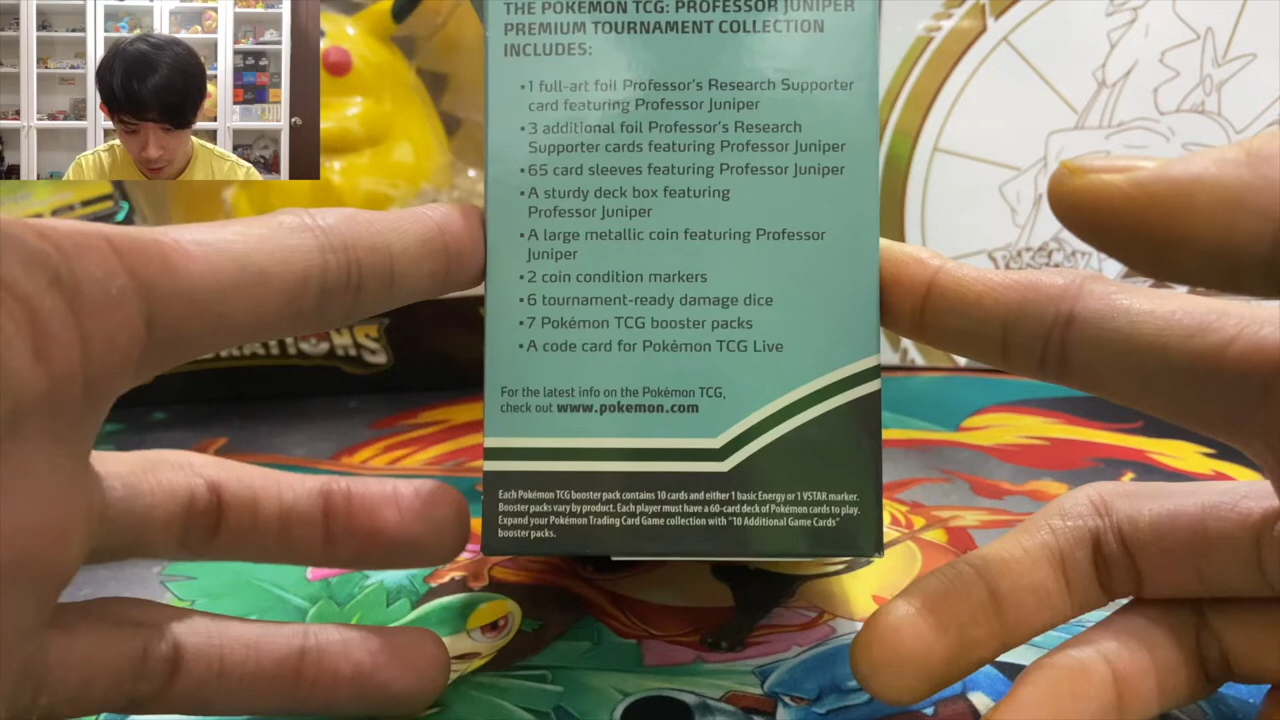 THE POKÉMON TCG: PROFESSOR JUNIPER
PREMIUM TOURNAMENT COLLECTION
INCLUDES:
•1 full-art foil Professor's Research Supporter
card featuring Professor Juniper
•3 additional foil Professor's Research
Supporter cards featuring Professor Juniper
•65 card sleeves featuring Professor Juniper
•A sturdy deck box featuring
Professor Juniper
•A large metallic coin featuring Professor
Juniper
•2 coin condition markers
•6 tournament-ready damage dice
•7 Pokémon TCG booster packs
•A code card for Pokémon TCG Live
For the latest info on the Pokémon TCG,
check out www.pokemon.com
Each Pokémon TCG booster pack contains 10 cards and either 1 basic Energy or 1 VSTAR marker.
Booster packs vary by product. Each player must have a 60-card deck of Pokémon cards to play.
Expand your Pokémon Trading Card Game collection with "10 Additional Game Cards"
booster packs.
POKÉMON